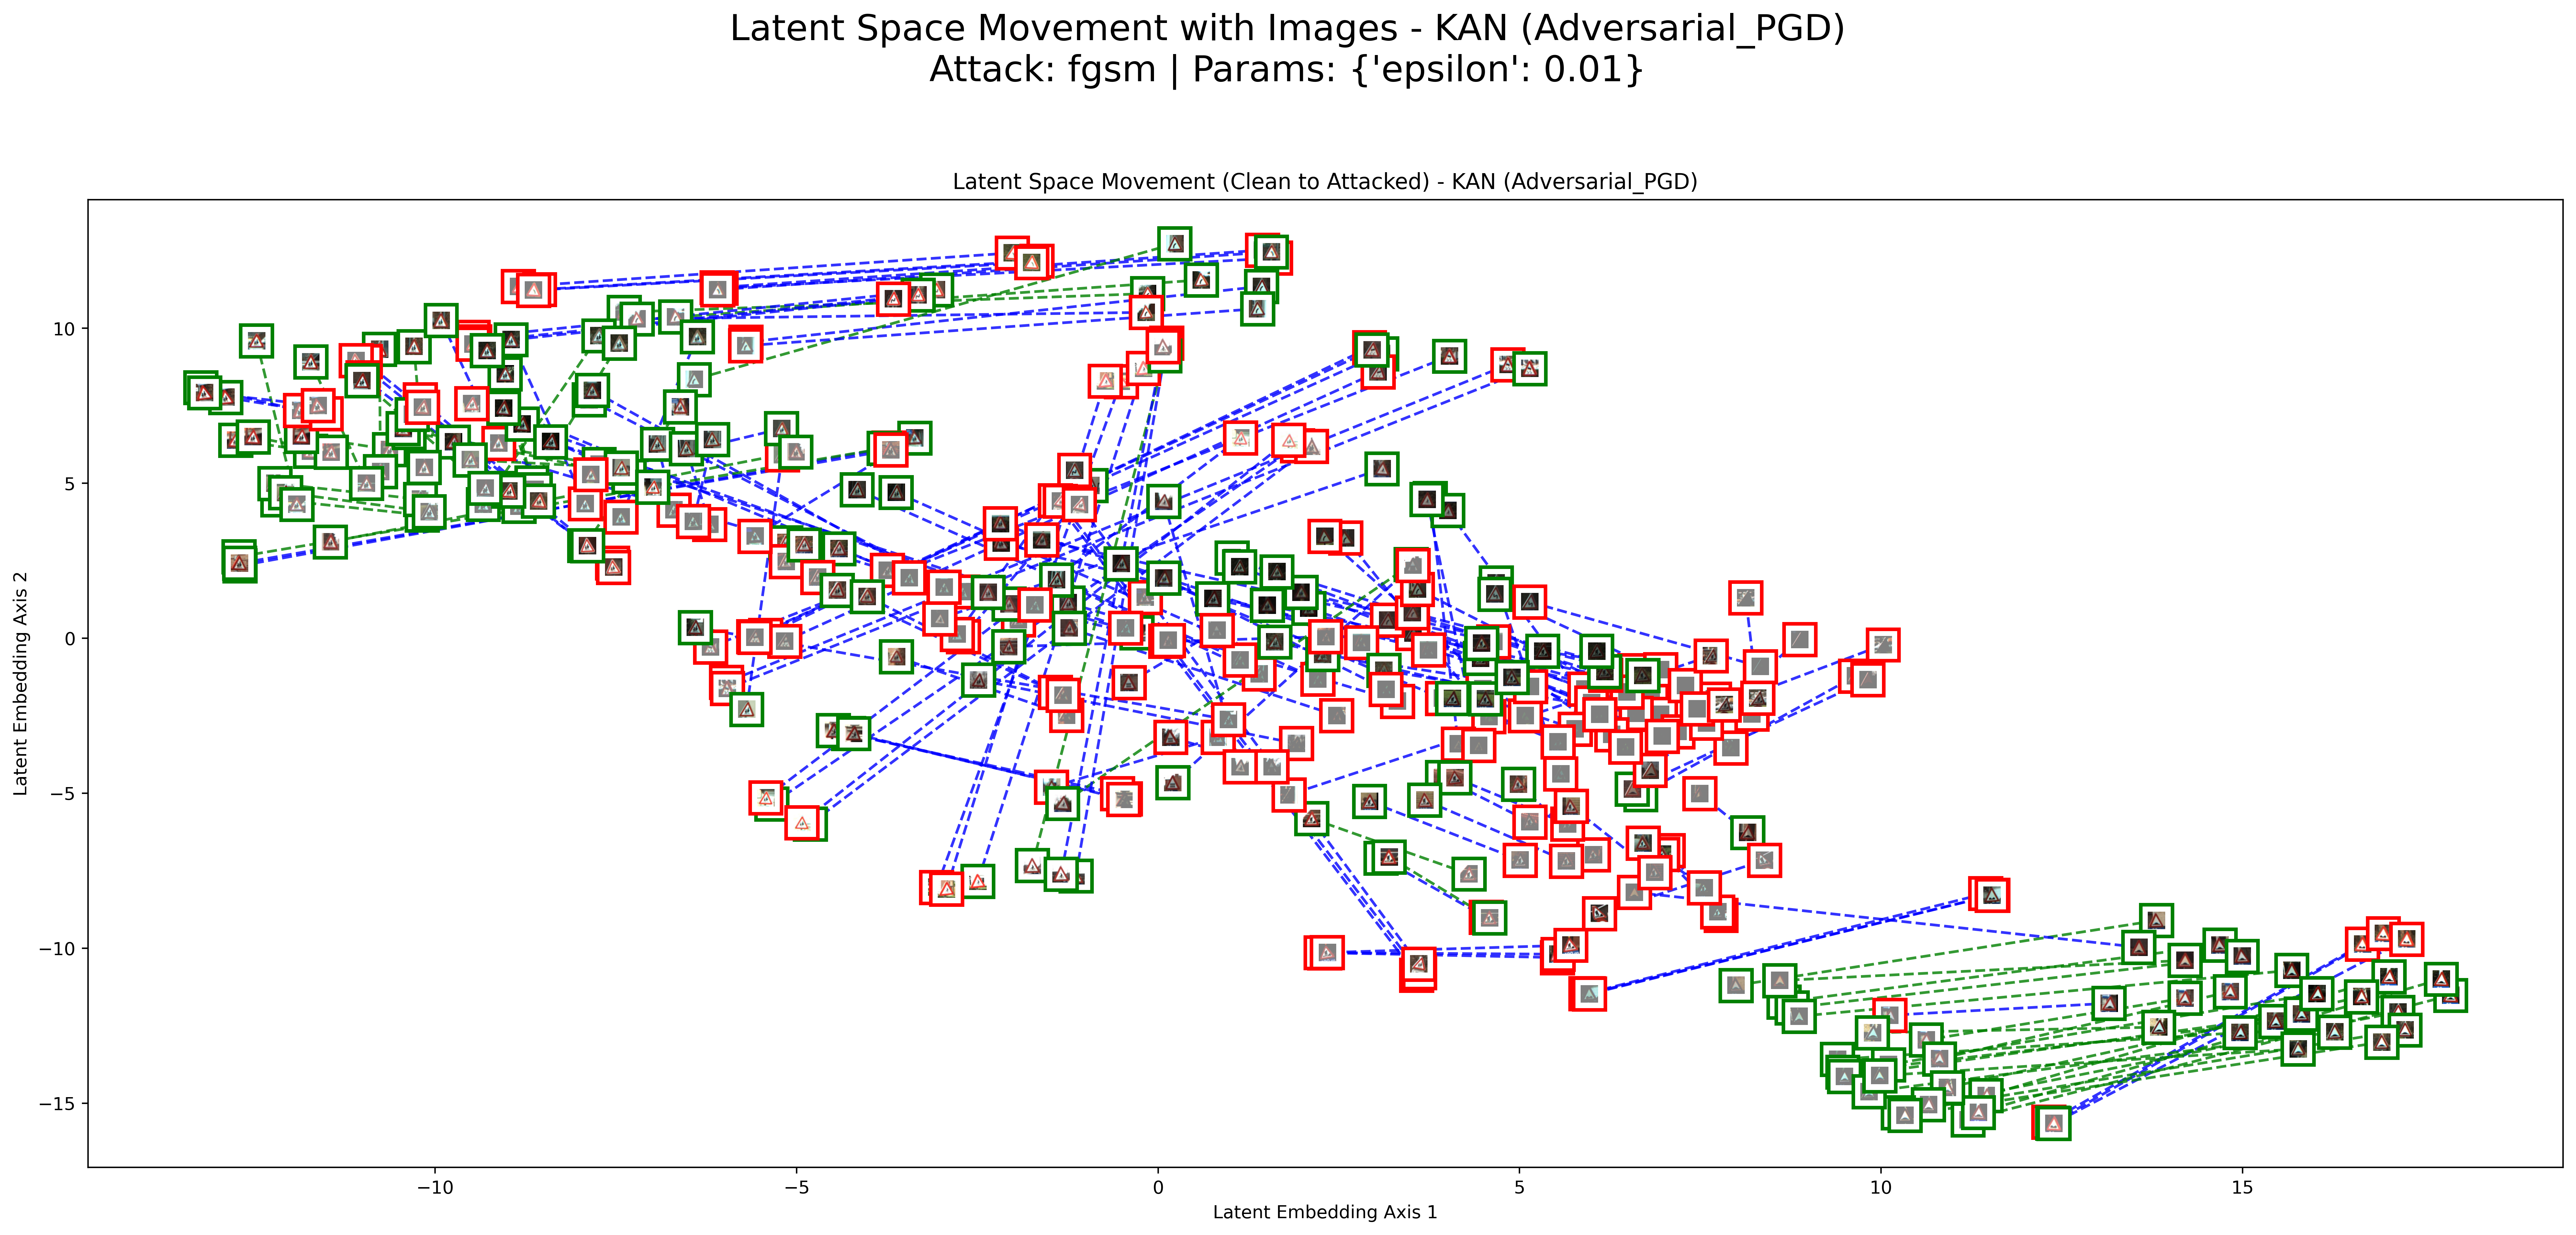 Latent Space Movement with Images - KAN (Adversarial_PGD)
Attack: fgsm | Params: {'epsilon': 0.01}
Latent Space Movement (Clean to Attacked) - KAN (Adversarial_PGD)
Latent Embedding Axis 2
10
5
0
−5
−10
−15
−10
−5
0
5
10
15
Latent Embedding Axis 1